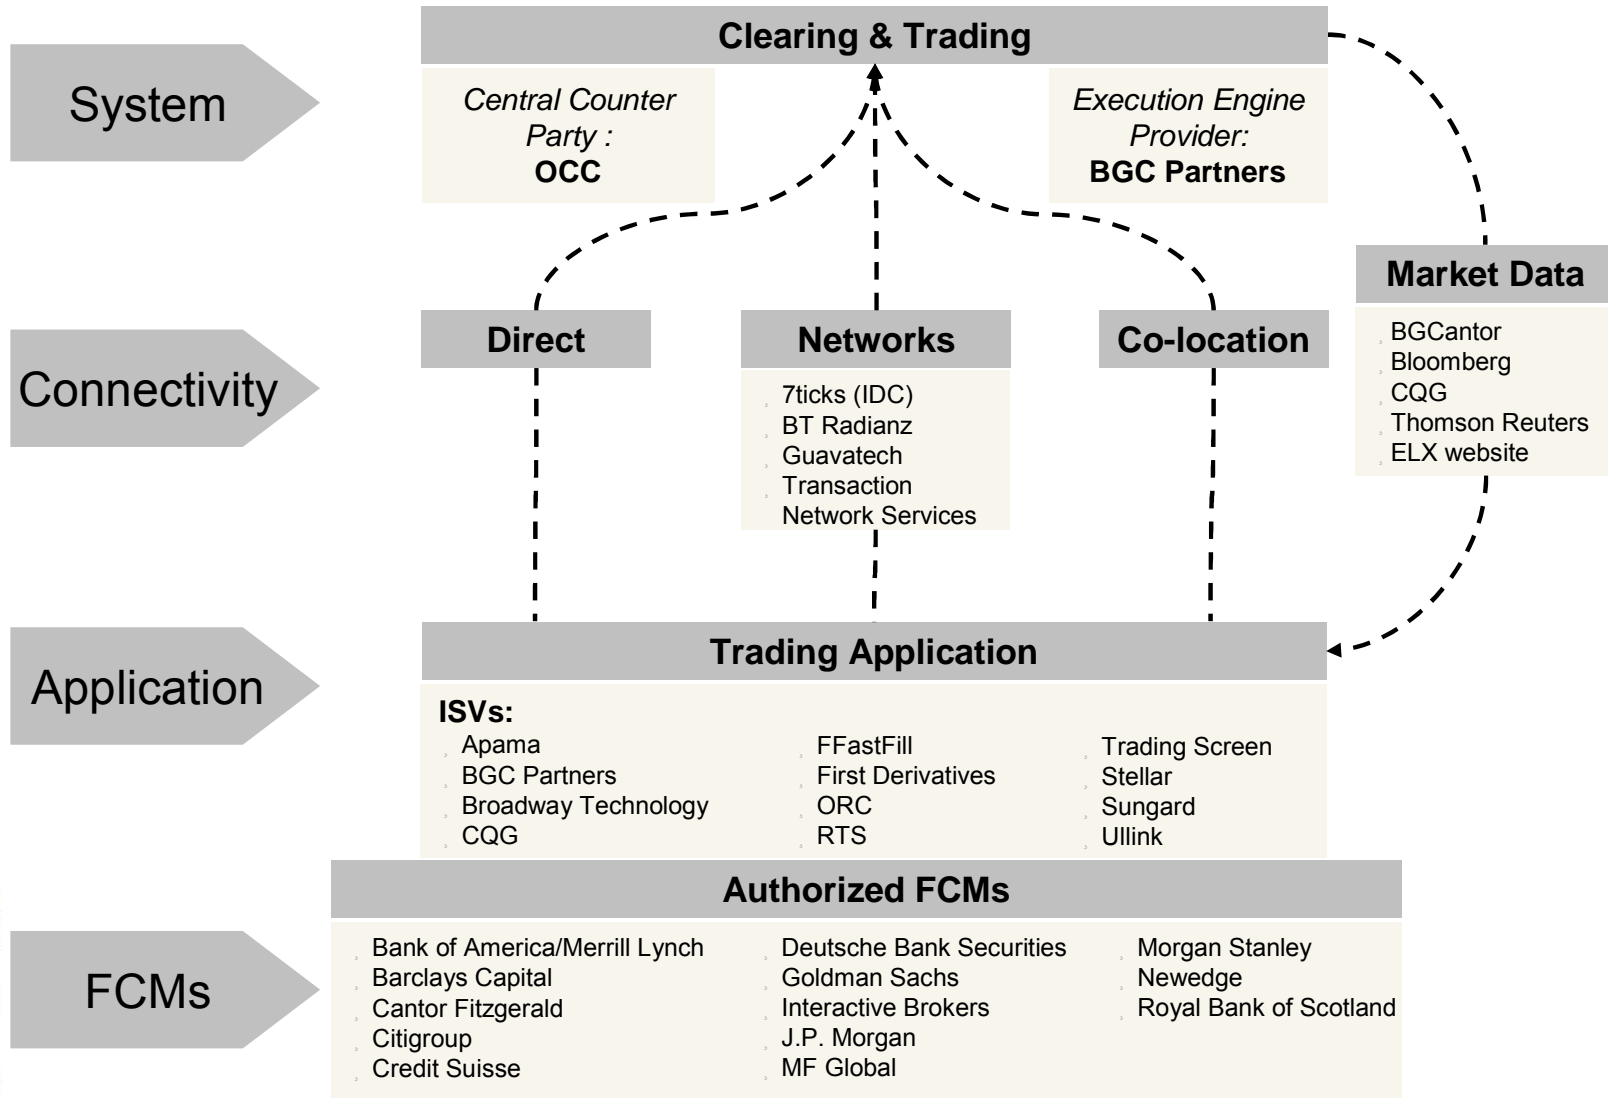 System
Clearing & Trading
Central Counter
Party :
OCC
Execution Engine
Provider:
BGC Partners
Connectivity
Direct
Networks
7ticks (IDC)
BT Radianz
Guavatech
Transaction
Network Services
Co-location
Market Data
BGCantor
Bloomberg
CQG
Thomson Reuters
ELX website
Application
Trading Application
ISVs:
Apama
BGC Partners
Broadway Technology
CQG
FFastFill
First Derivatives
ORC
RTS
Trading Screen
Stellar
Sungard
Ullink
FCMs
Authorized FCMs
Bank of America/Merrill Lynch
Barclays Capital
Cantor Fitzgerald
Citigroup
Credit Suisse
Deutsche Bank Securities
Goldman Sachs
Interactive Brokers
J.P. Morgan
MF Global
Morgan Stanley
Newedge
Royal Bank of Scotland